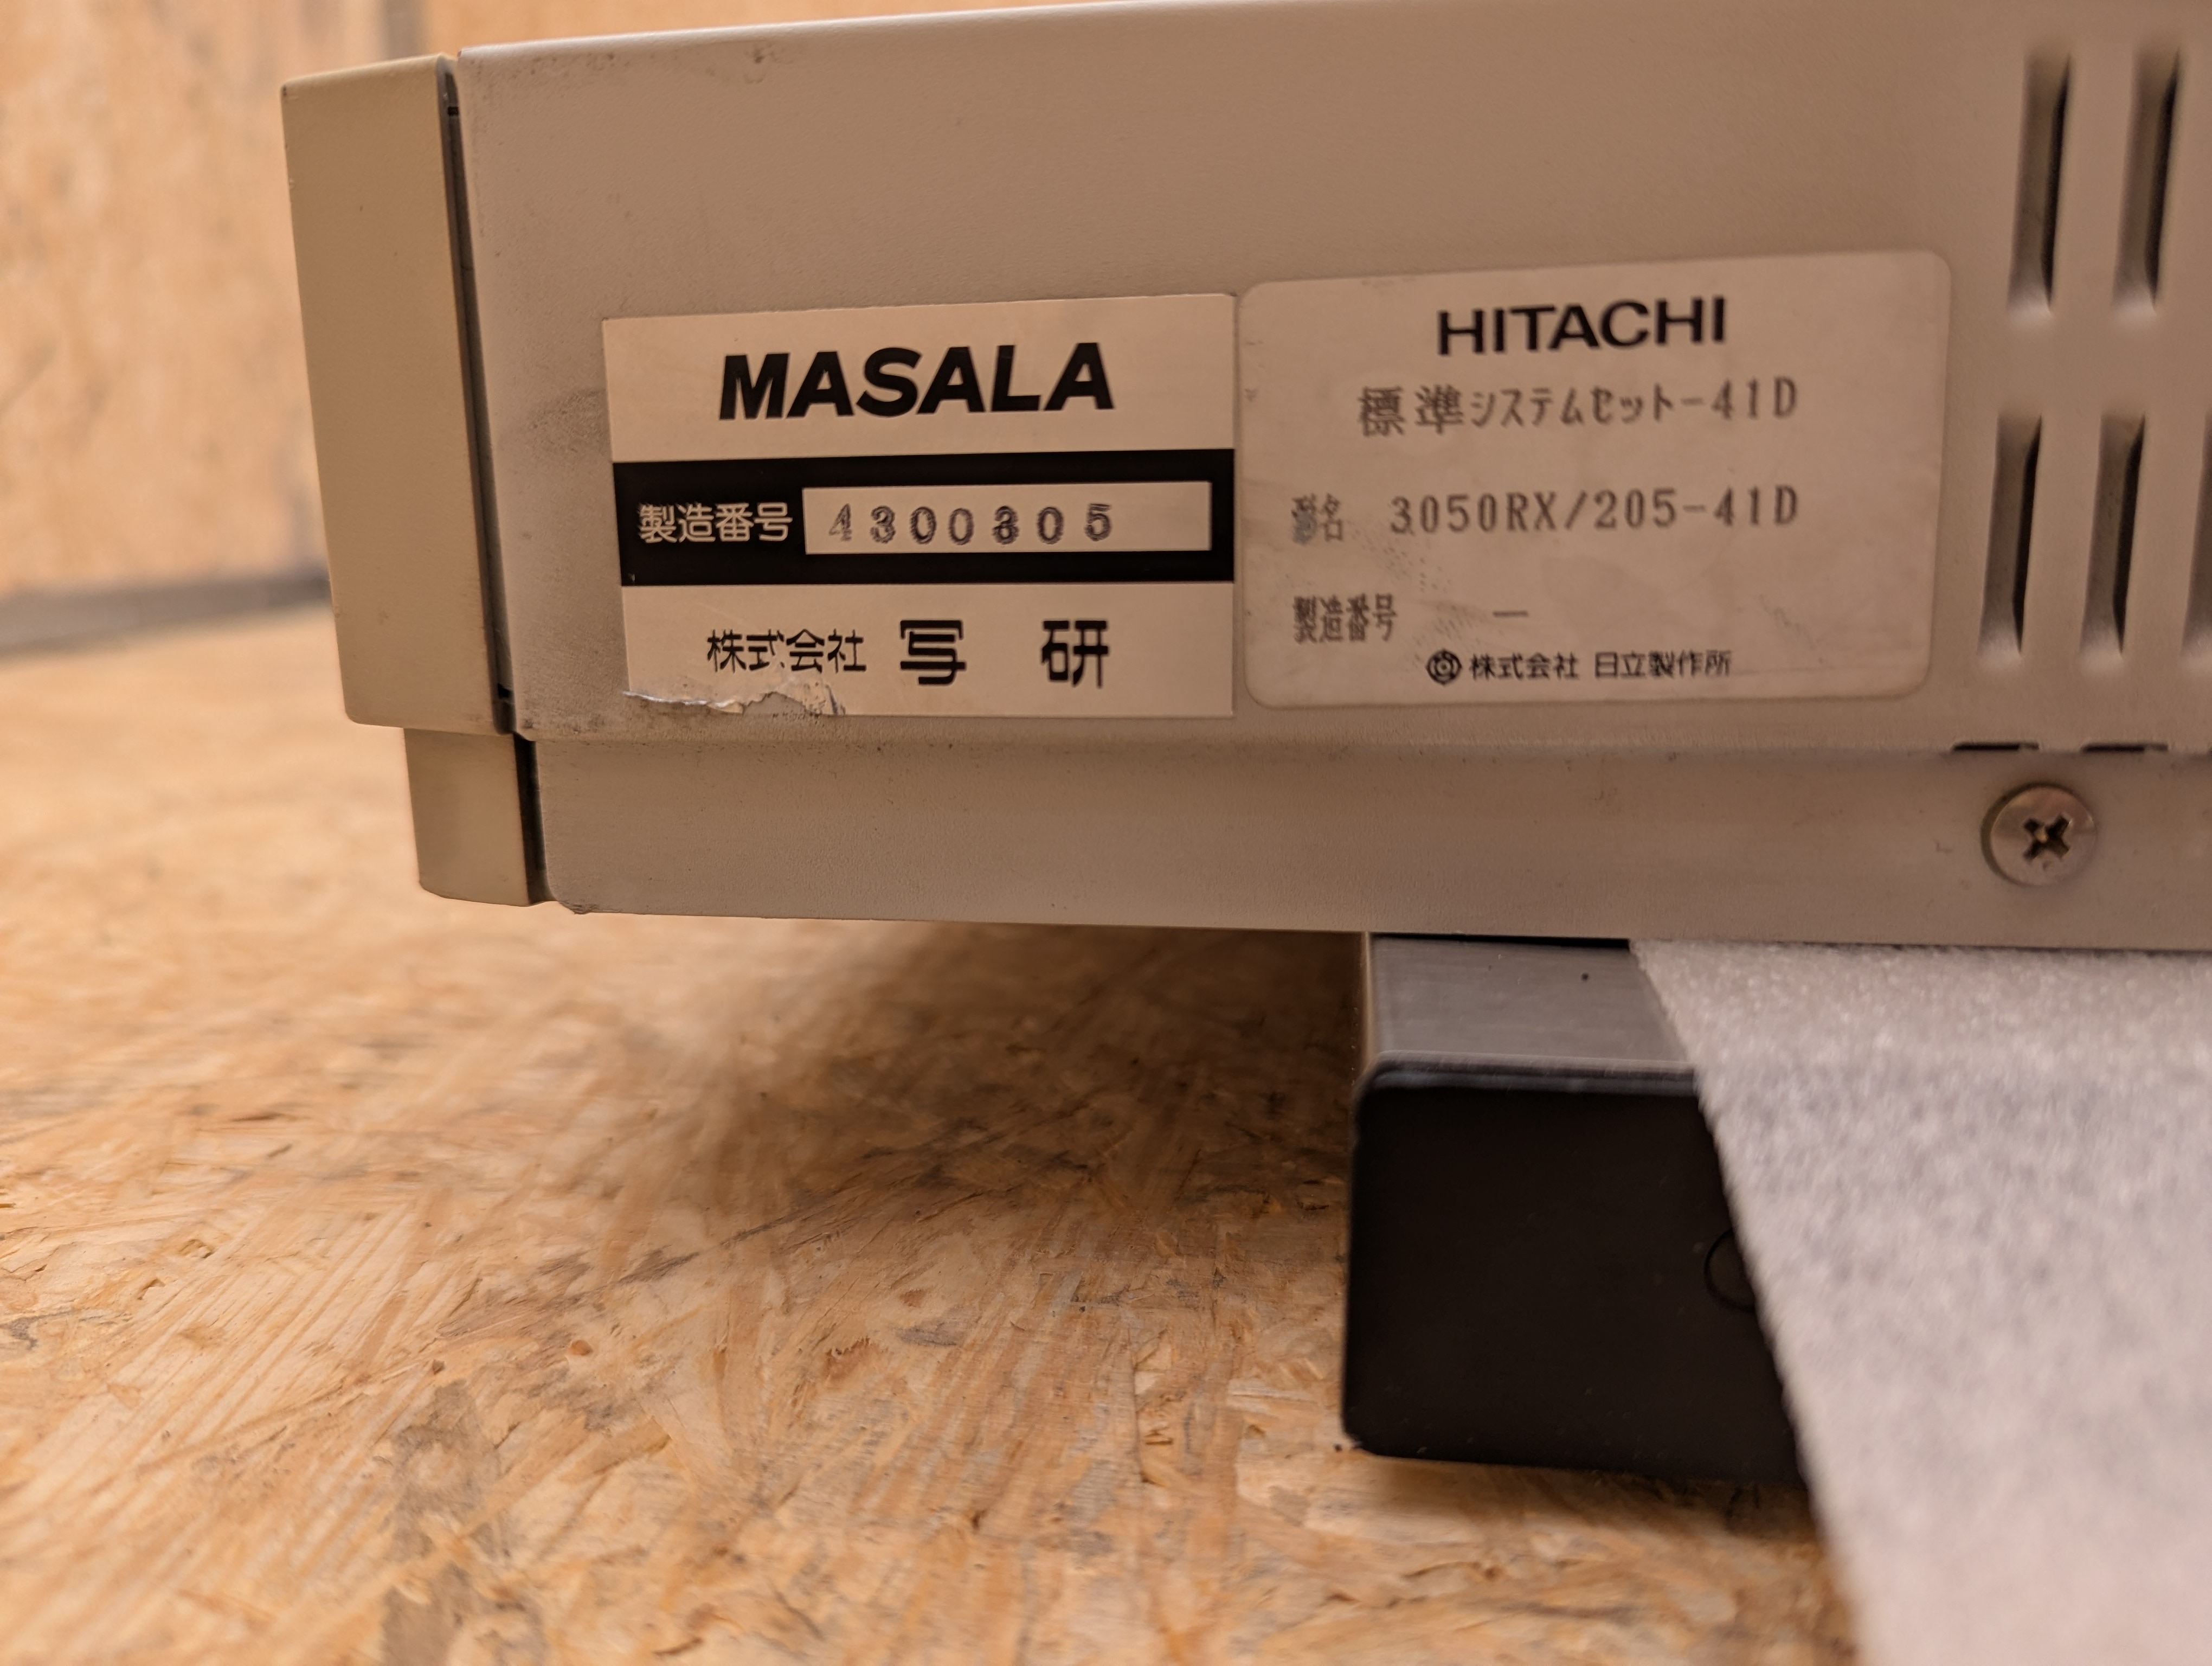 MASALA
製造番号 4300305
株式会社 写研
HITACHI
標準システムセット-41D
形名 3050RX/205-41D
製造番号 —
株式会社 日立製作所